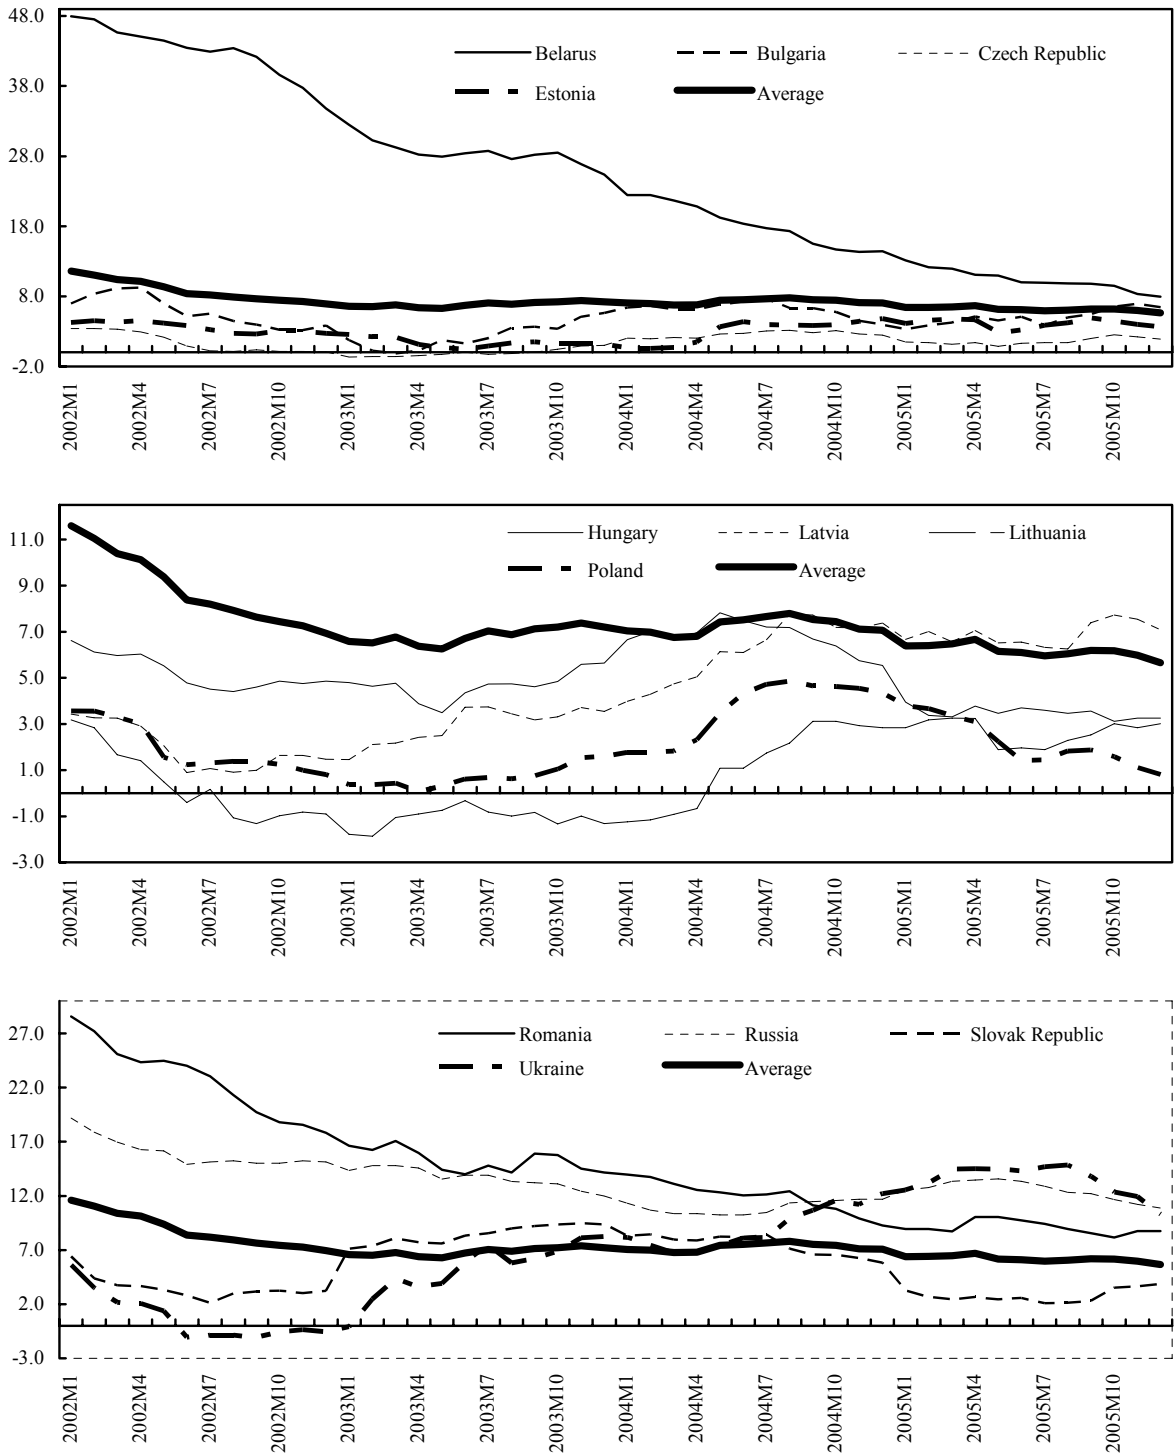 48.0
Belarus Bulgaria Czech Republic
38.0
Estonia Average
28.0
18.0
8.0
-2.0
2002M1 2002M4 2002M7 2002M10 2003M1 2003M4 2003M7 2003M10 2004M1 2004M4 2004M7 2004M10 2005M1 2005M4 2005M7 2005M10
11.0
Hungary Latvia Lithuania
Poland Average
9.0
7.0
5.0
3.0
1.0
-1.0
-3.0
2002M1 2002M4 2002M7 2002M10 2003M1 2003M4 2003M7 2003M10 2004M1 2004M4 2004M7 2004M10 2005M1 2005M4 2005M7 2005M10
27.0
Romania Russia Slovak Republic
Ukraine Average
22.0
17.0
12.0
7.0
2.0
-3.0
2002M1 2002M4 2002M7 2002M10 2003M1 2003M4 2003M7 2003M10 2004M1 2004M4 2004M7 2004M10 2005M1 2005M4 2005M7 2005M10